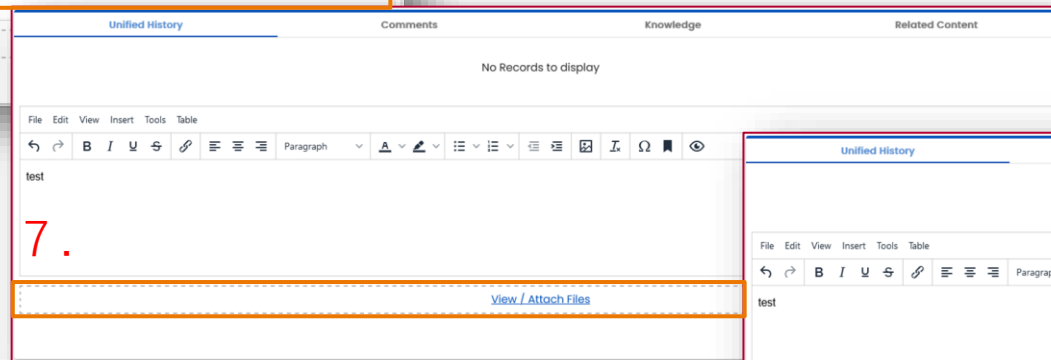 Unified History Comments Knowledge Related Content
No Records to display
File Edit View Insert Tools Table
B I U S Paragraph A Ω
test
7 .
View / Attach Files
Unified History
File Edit View Insert Tools Table
B I U S
test